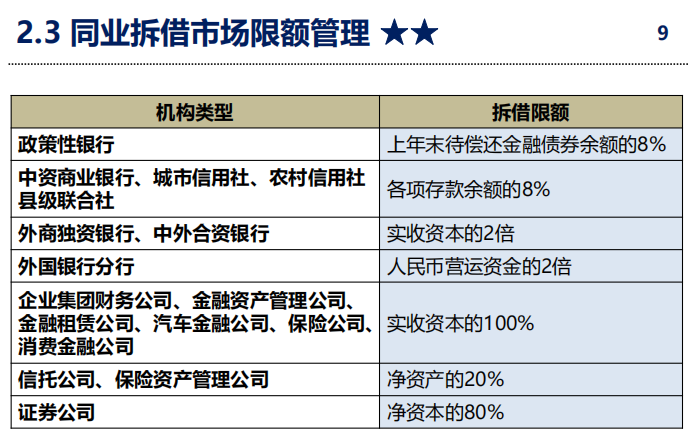 2.3 同业拆借市场限额管理 ★★
9
机构类型
拆借限额
政策性银行
上年末待偿还金融债券余额的8%
中资商业银行、城市信用社、农村信用社
县级联合社
各项存款余额的8%
外商独资银行、中外合资银行
实收资本的2倍
外国银行分行
人民币营运资金的2倍
企业集团财务公司、金融资产管理公司、
金融租赁公司、汽车金融公司、保险公司、
消费金融公司
实收资本的100%
信托公司、保险资产管理公司
净资产的20%
证券公司
净资本的80%